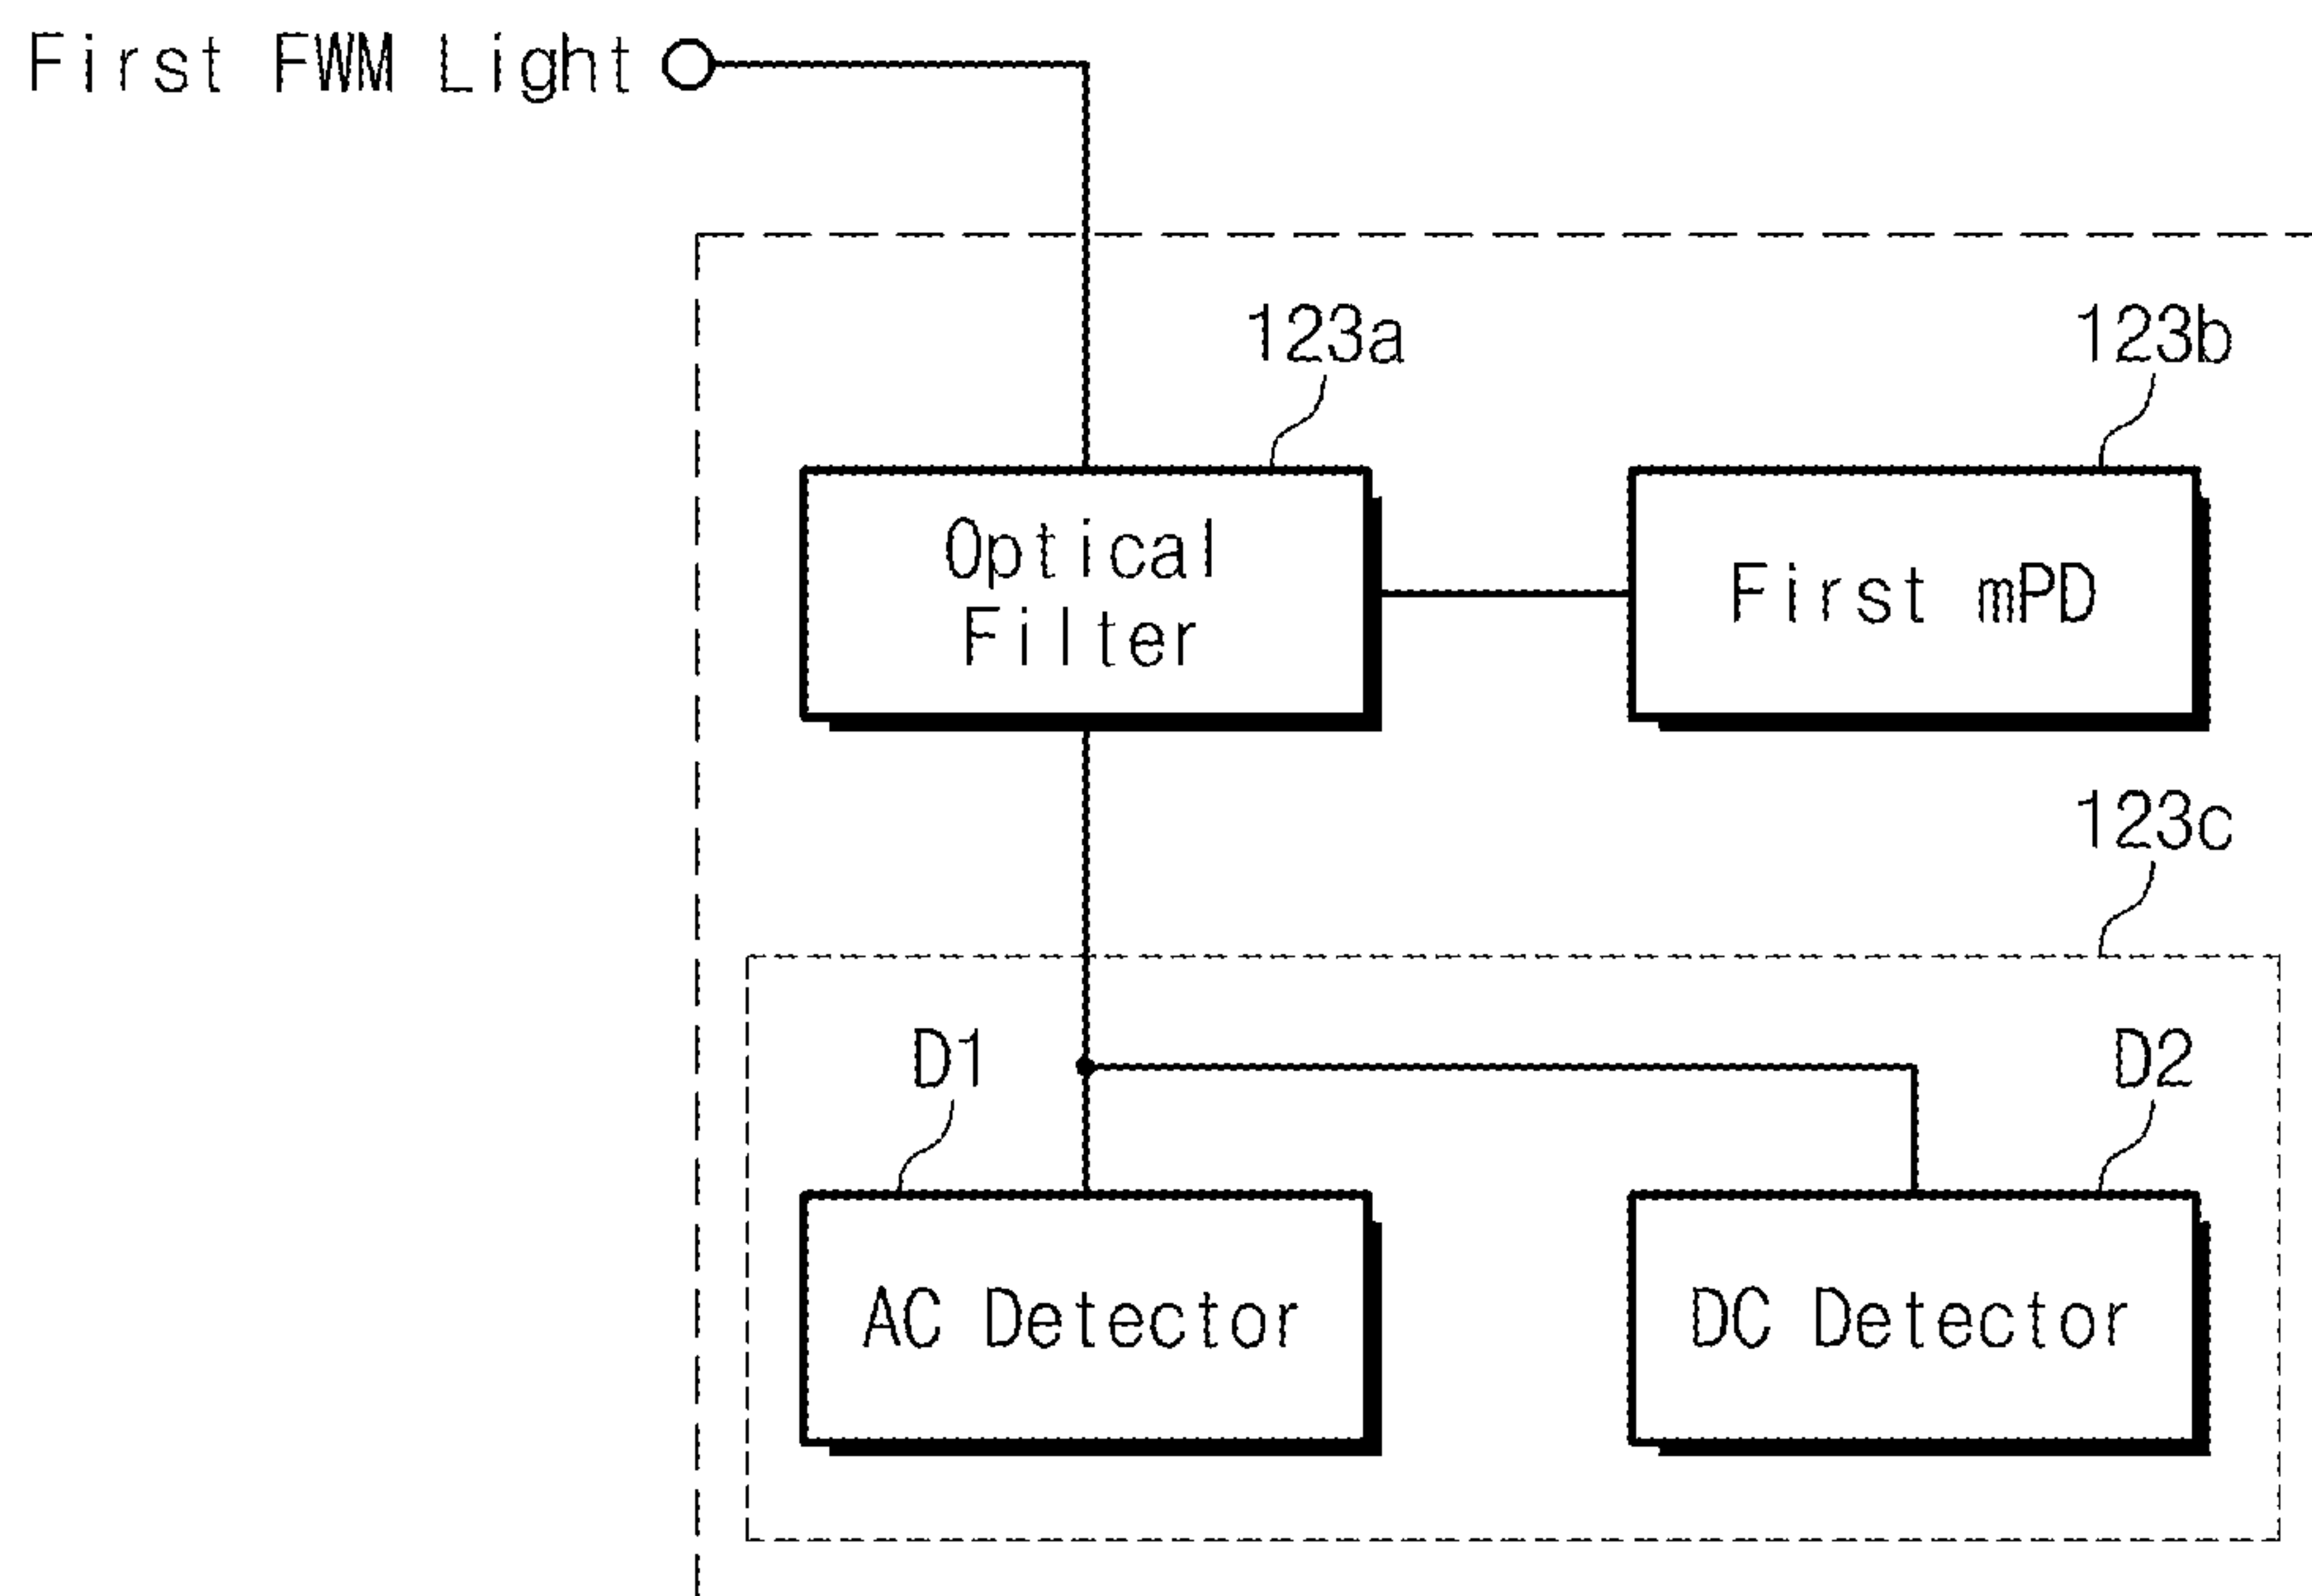 First FWM Light
123a
123b
Optical
Filter
First mPD
123c
D1
D2
AC Detector
DC Detector